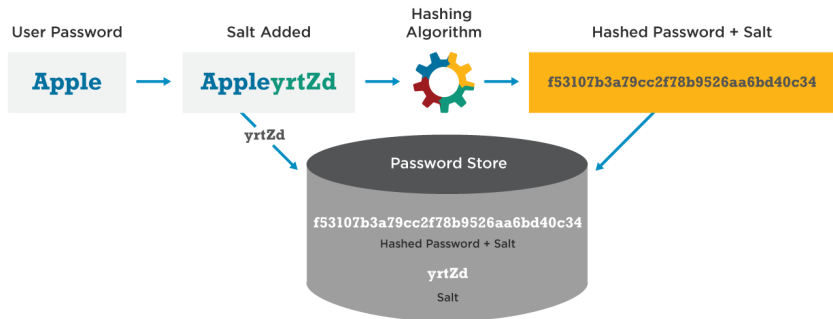 User Password
Salt Added
Hashing
Algorithm
Hashed Password + Salt
Apple
AppleyrtZd
f53107b3a79cc2f78b9526aa6bd40c34
yrtZd
Password Store
f53107b3a79cc2f78b9526aa6bd40c34
Hashed Password + Salt
yrtZd
Salt